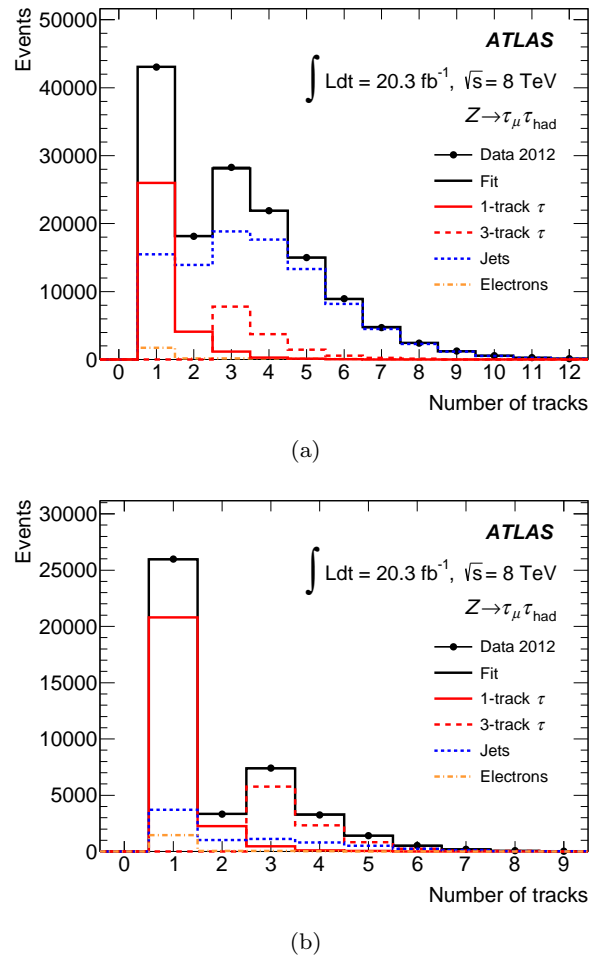 50000
40000
30000
20000
10000
0
Events
ATLAS
∫ Ldt = 20.3 fb⁻¹, √s = 8 TeV
Z→τ_μ τ_had
Data 2012
Fit
1-track τ
3-track τ
Jets
Electrons
0 1 2 3 4 5 6 7 8 9 10 11 12
Number of tracks
(a)
30000
25000
20000
15000
10000
5000
0
Events
ATLAS
∫ Ldt = 20.3 fb⁻¹, √s = 8 TeV
Z→τ_μ τ_had
Data 2012
Fit
1-track τ
3-track τ
Jets
Electrons
0 1 2 3 4 5 6 7 8 9
Number of tracks
(b)